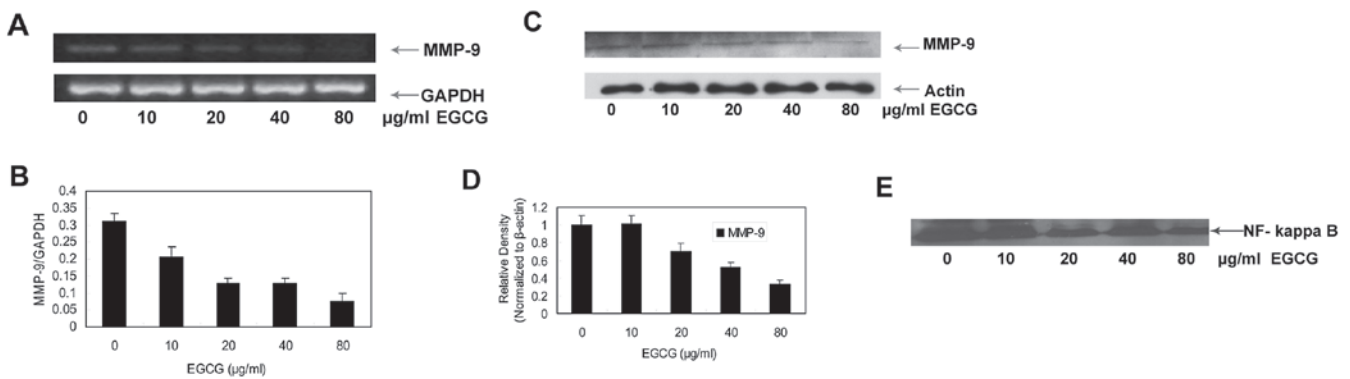 A
MMP-9
GAPDH
0 10 20 40 80 µg/ml EGCG
B
MMP-9/GAPDH
0.4
0.35
0.3
0.25
0.2
0.15
0.1
0.05
0
0 10 20 40 80
EGCG (µg/ml)
C
MMP-9
Actin
0 10 20 40 80 µg/ml EGCG
D
Relative Density
(Normalized to β-actin)
1.2
1
0.8
0.6
0.4
0.2
0
MMP-9
0 10 20 40 80
EGCG (µg/ml)
E
NF- kappa B
0 10 20 40 80 µg/ml EGCG